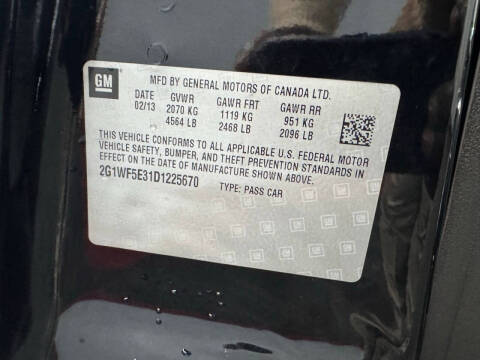 GM
MFD BY GENERAL MOTORS OF CANADA LTD.
DATE GVWR GAWR FRT GAWR RR
02/13 2070 KG 1119 KG 951 KG
4564 LB 2468 LB 2096 LB
THIS VEHICLE CONFORMS TO ALL APPLICABLE U.S. FEDERAL MOTOR
VEHICLE SAFETY, BUMPER, AND THEFT PREVENTION STANDARDS IN
EFFECT ON THE DATE OF MANUFACTURE SHOWN ABOVE.
2G1WF5E31D1225670
TYPE: PASS CAR